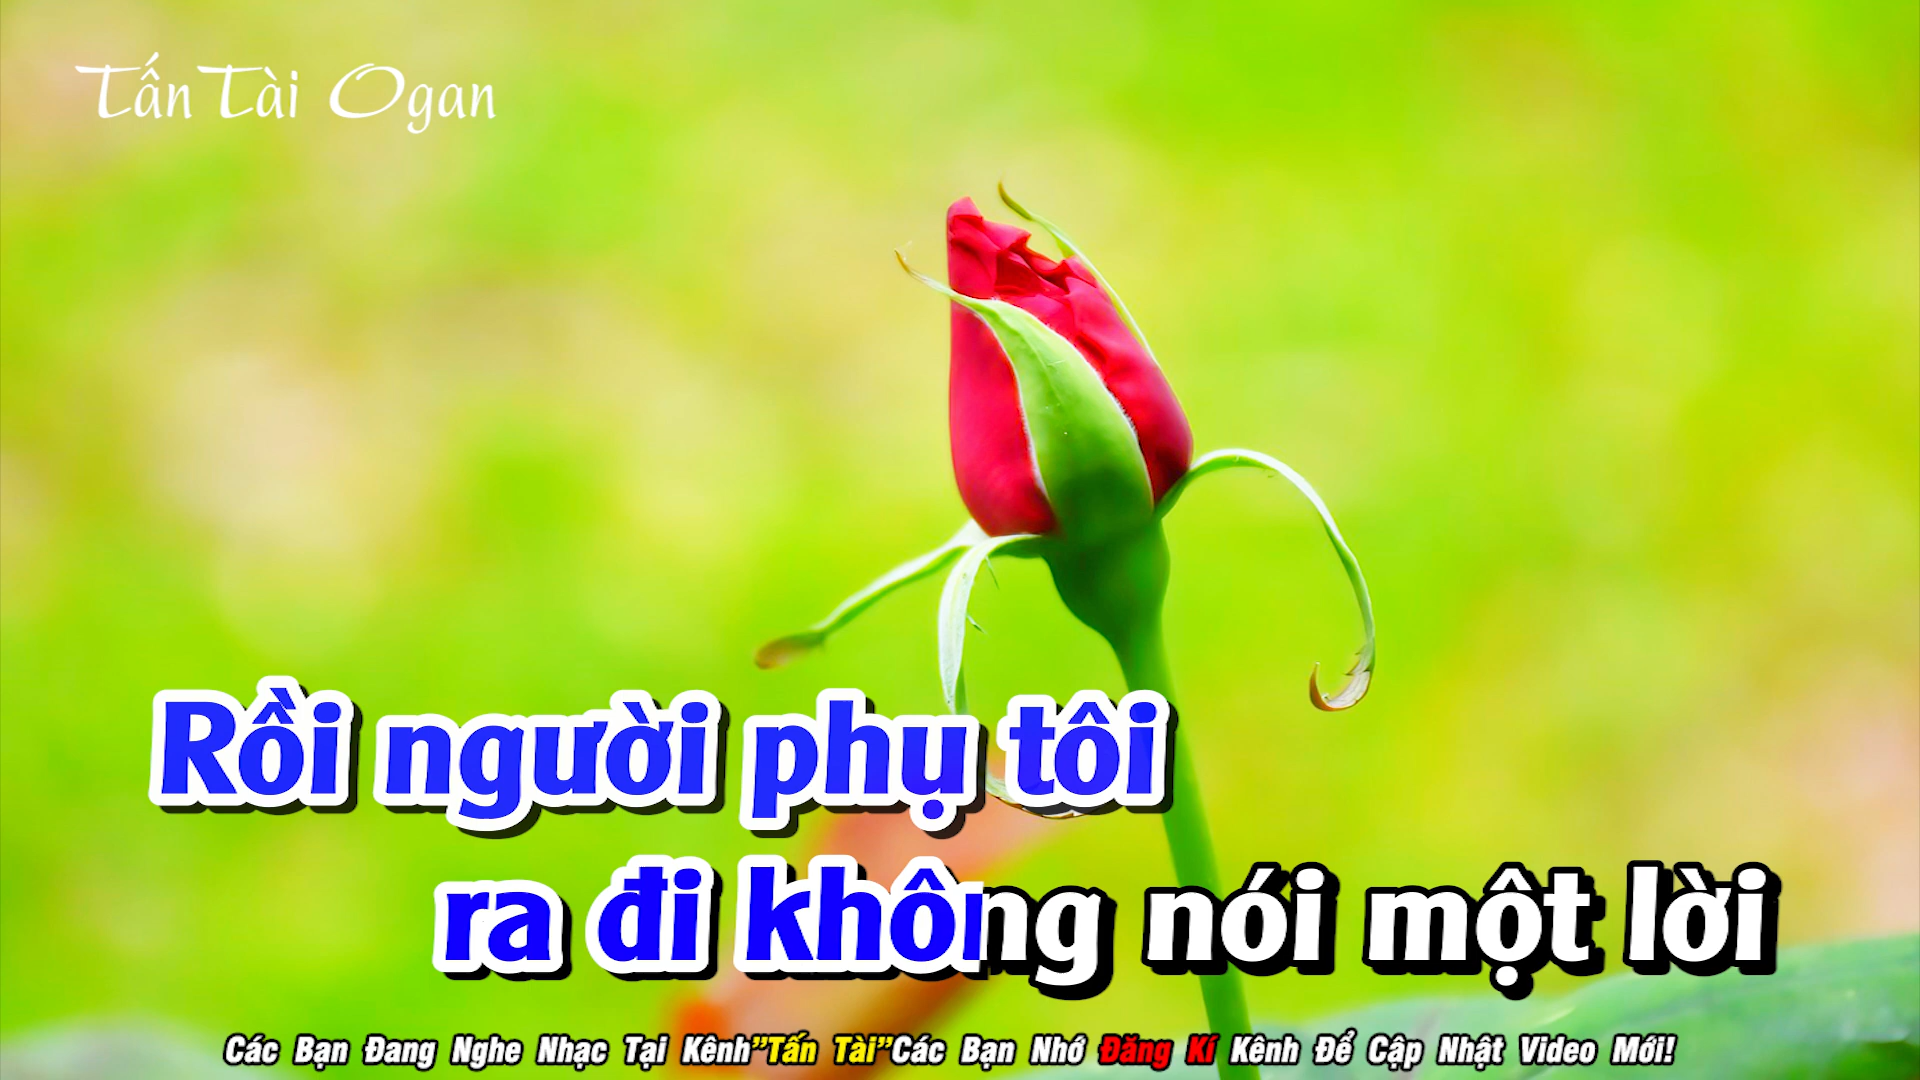 Tấn Tài Ogan
Rồi người phụ tôi
ra đi không nói một lời
Các Bạn Đang Nghe Nhạc Tại Kênh"Tấn Tài"Các Bạn Nhớ Đăng Kí Kênh Để Cập Nhật Video Mới!